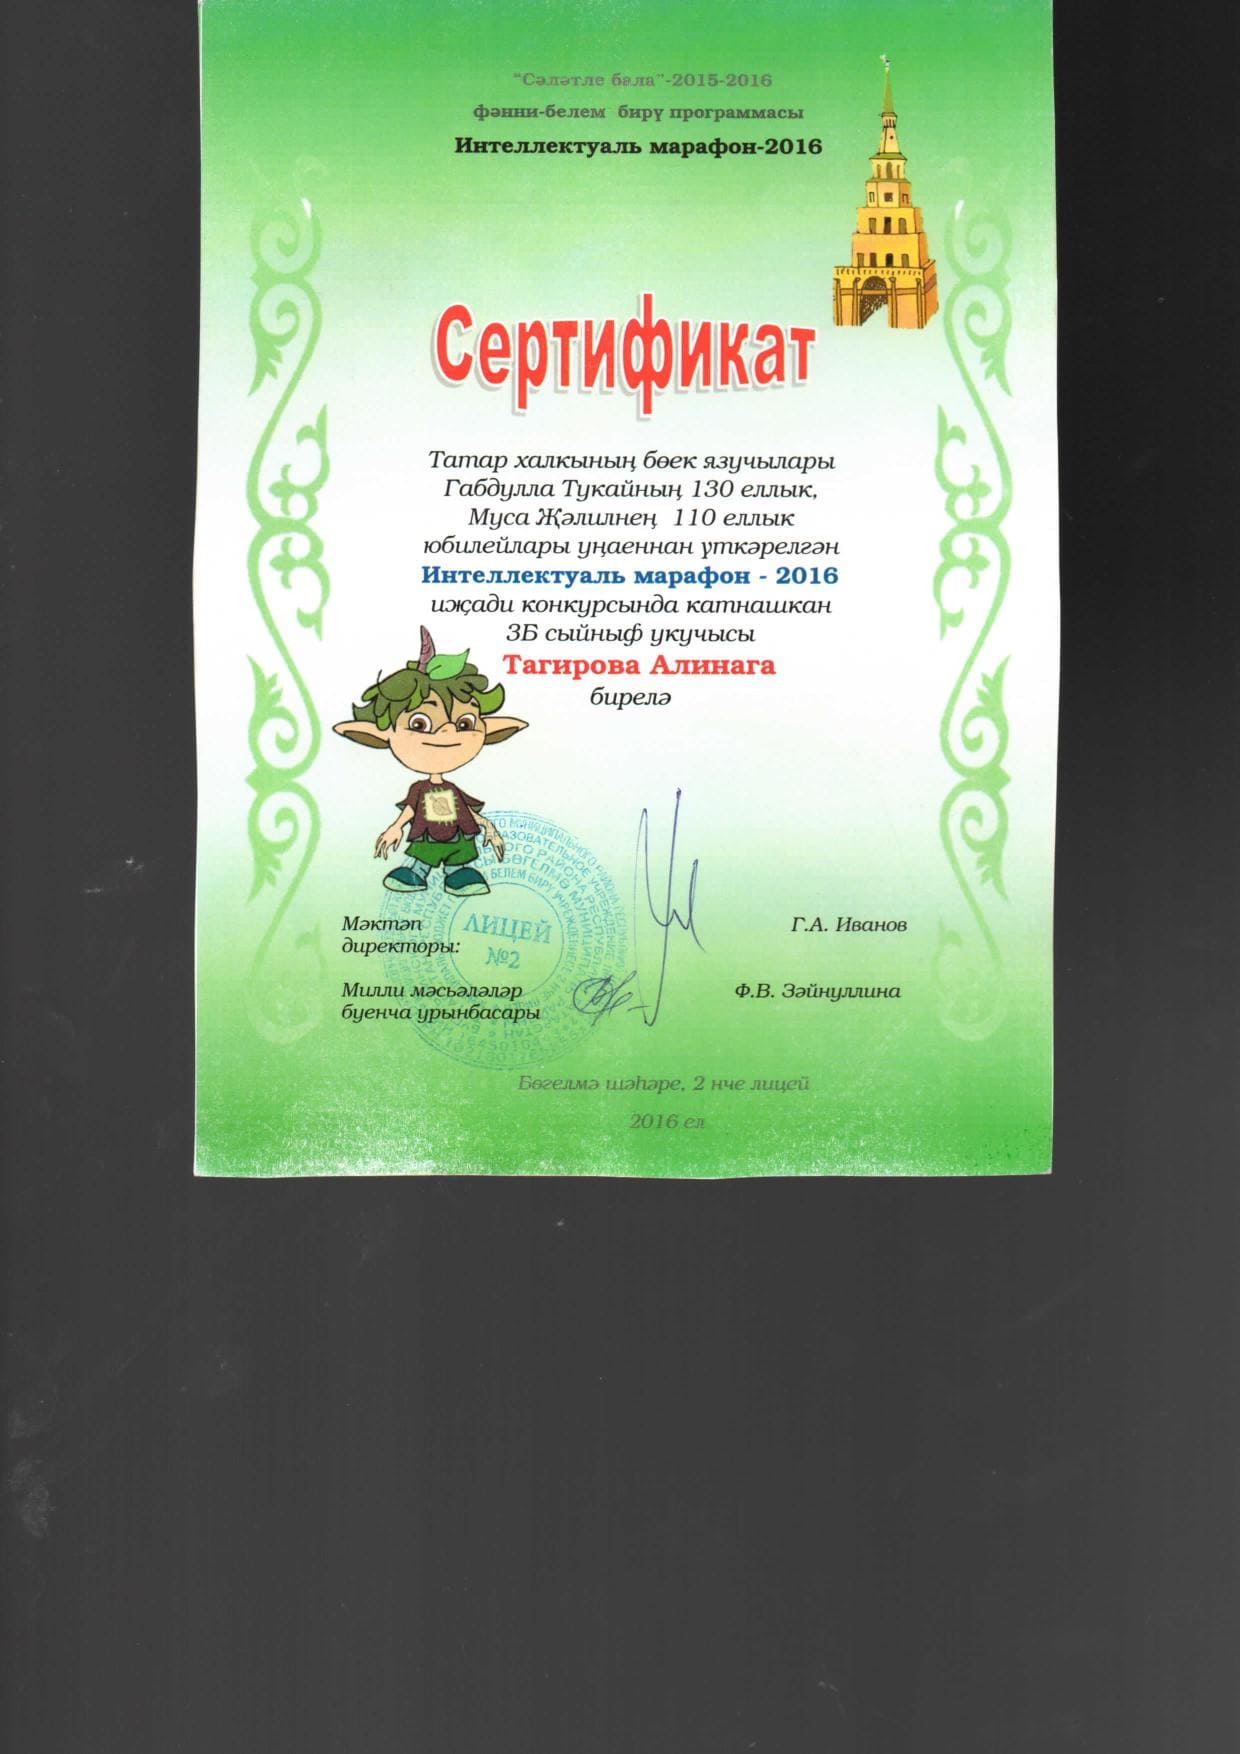 "Сәләтле бала"-2015-2016
фәнни-белем бирү программасы
Интеллектуаль марафон-2016
Сертификат
Татар халкының бөек язучылары
Габдулла Тукайның 130 еллык,
Муса Җәлилнең 110 еллык
юбилейлары уңаеннан үткәрелгән
Интеллектуаль марафон - 2016
иҗади конкурсында катнашкан
3Б сыйныф укучысы
Тагирова Алинага
бирелә
ЛИЦЕЙ
№2
Мәктәп
директоры:
Г.А. Иванов
Милли мәсьәләләр
буенча урынбасары
Ф.В. Зәйнуллина
Бөгелмә шәһәре, 2 нче лицей
2016 ел